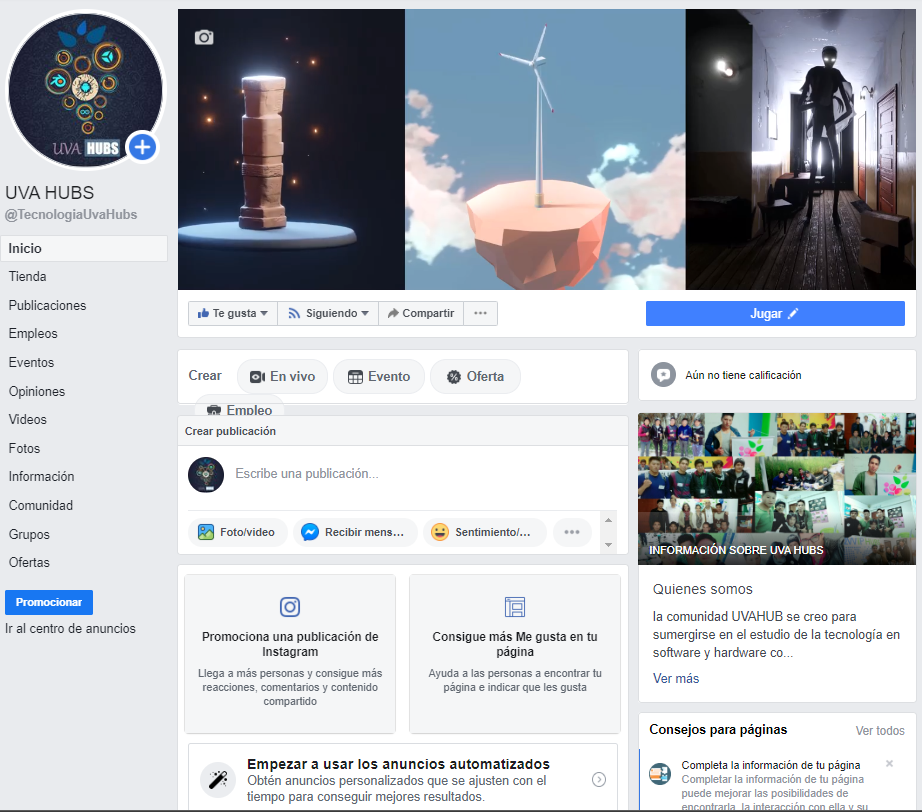 UVA HUBS
UVA HUBS
@TecnologiaUvaHubs
Inicio
Tienda
Publicaciones
Empleos
Eventos
Opiniones
Videos
Fotos
Información
Comunidad
Grupos
Ofertas
Promocionar
Ir al centro de anuncios
Te gusta
Siguiendo
Compartir
Jugar
Crear
En vivo
Evento
Oferta
Empleo
Crear publicación
Escribe una publicación...
Foto/video
Recibir mens...
Sentimiento/...
Promociona una publicación de
Instagram
Llega a más personas y consigue más
reacciones, comentarios y contenido
compartido
Consigue más Me gusta en tu
página
Ayuda a las personas a encontrar tu
página e indicar que les gusta
Empezar a usar los anuncios automatizados
Obtén anuncios personalizados que se ajusten con el
tiempo para conseguir mejores resultados.
Aún no tiene calificación
INFORMACIÓN SOBRE UVA HUBS
Quienes somos
la comunidad UVAHUB se creo para
sumergirse en el estudio de la tecnología en
software y hardware co...
Ver más
Consejos para páginas
Ver todos
Completa la información de tu página
Completar la información de tu página
puede mejorar las posibilidades de
encontrarla, la interacción con ella y su